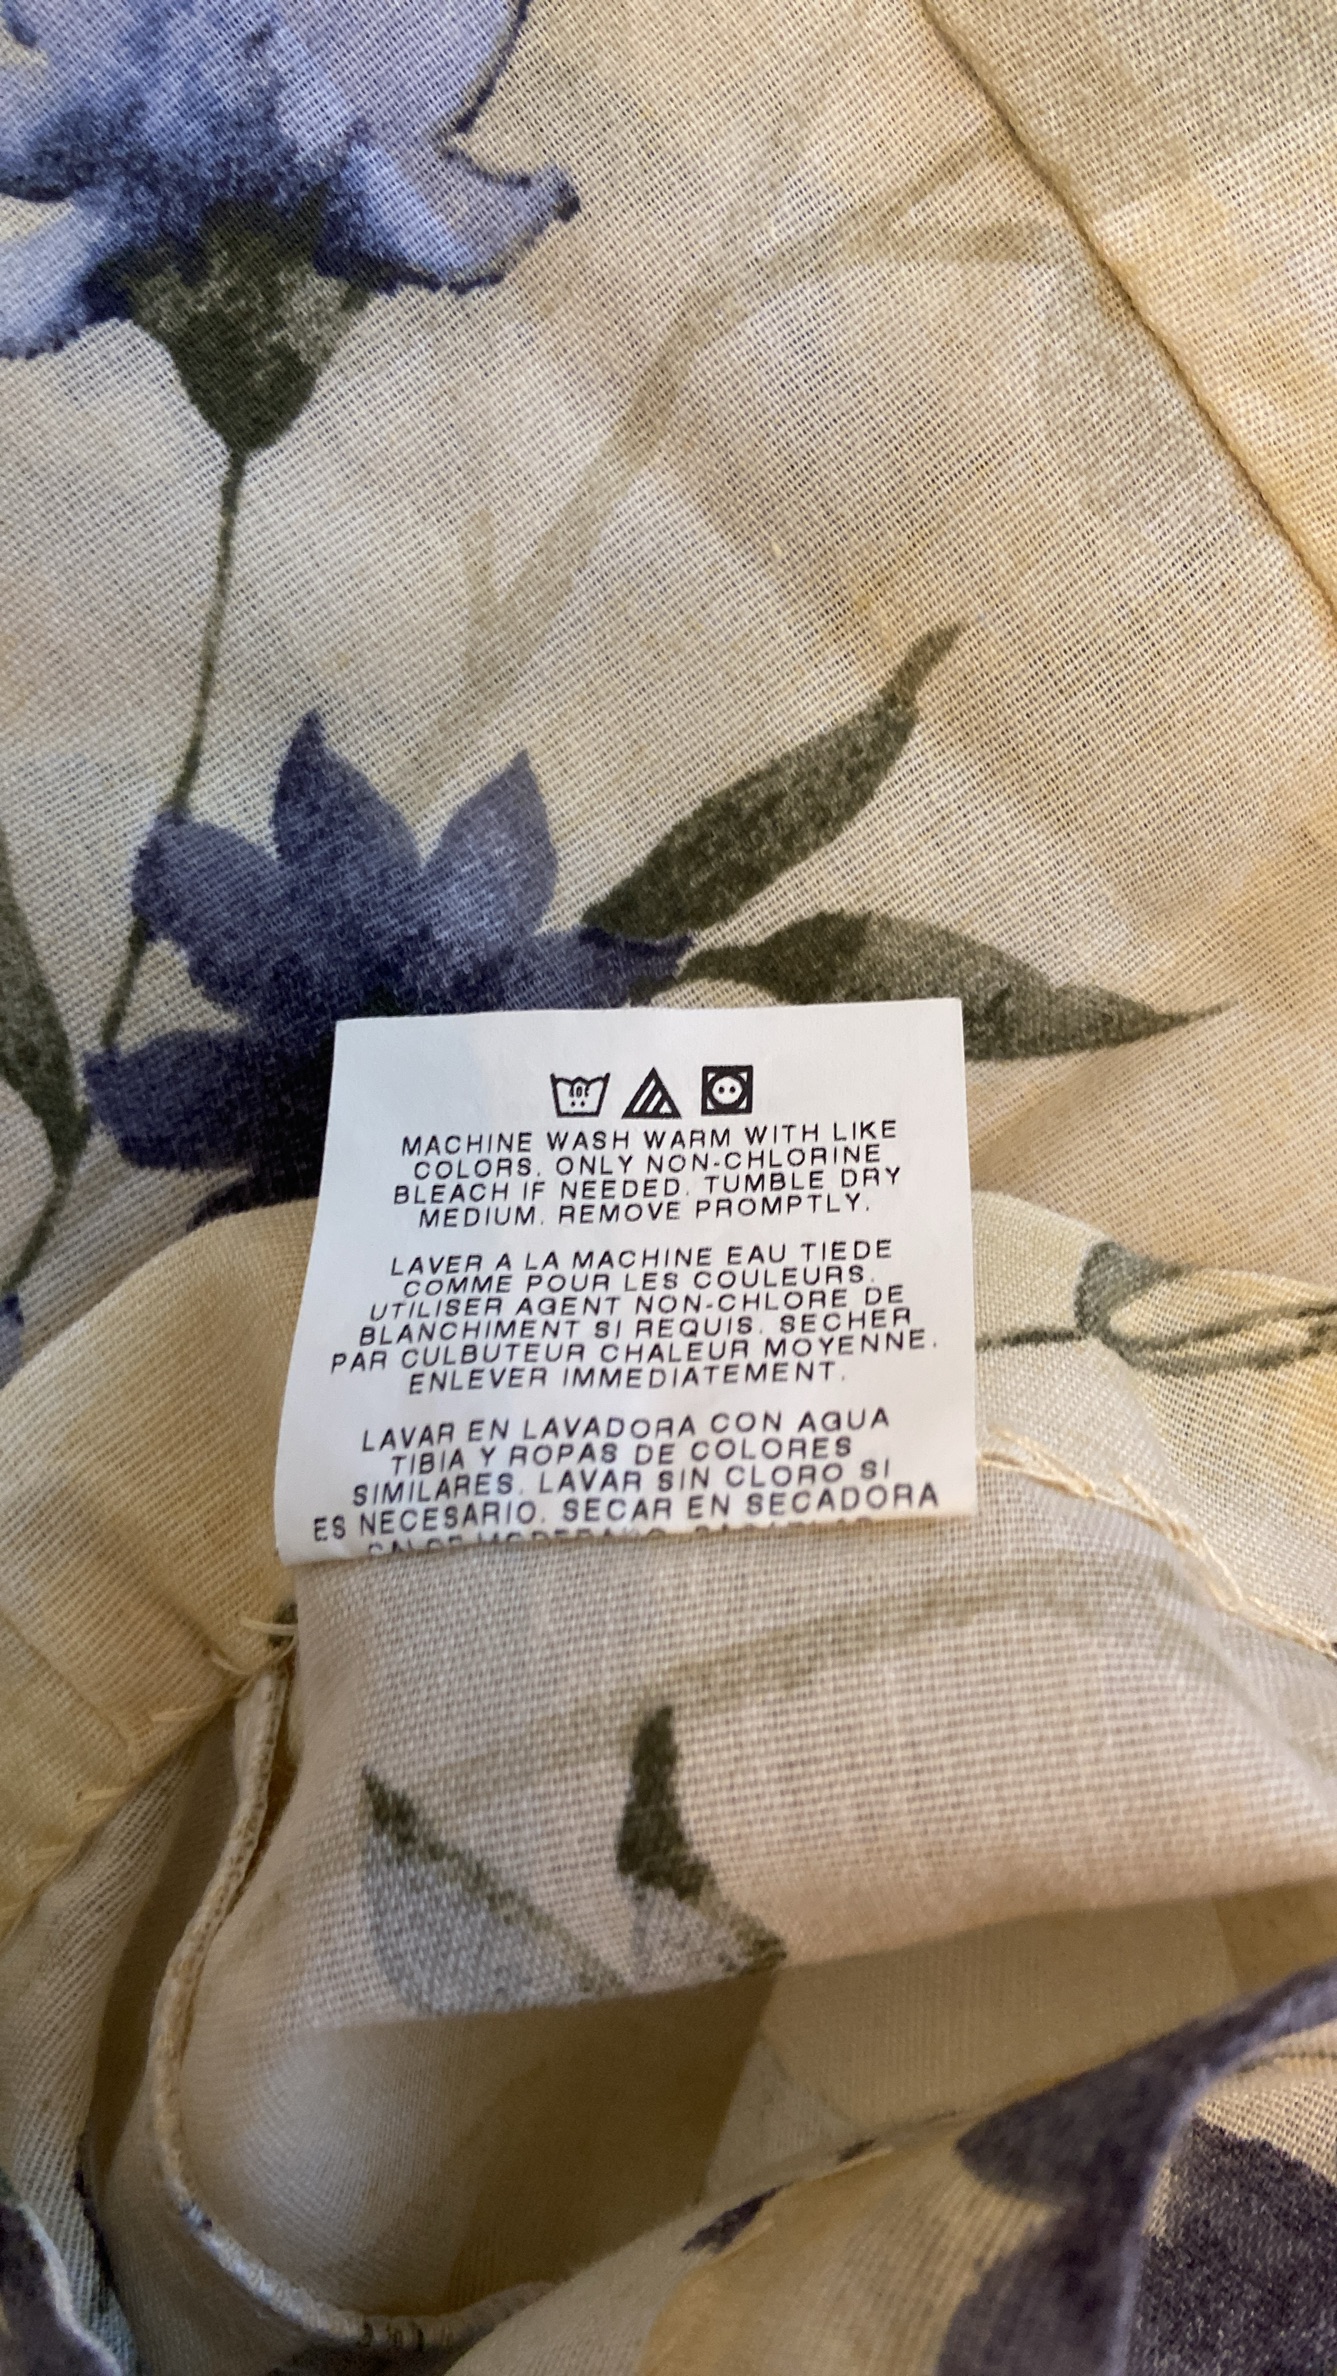 MACHINE WASH WARM WITH LIKE
COLORS. ONLY NON-CHLORINE
BLEACH IF NEEDED. TUMBLE DRY
MEDIUM. REMOVE PROMPTLY.
LAVER A LA MACHINE EAU TIEDE
COMME POUR LES COULEURS.
UTILISER AGENT NON-CHLORE DE
BLANCHIMENT SI REQUIS. SECHER
PAR CULBUTEUR CHALEUR MOYENNE.
ENLEVER IMMEDIATEMENT.
LAVAR EN LAVADORA CON AGUA
TIBIA Y ROPAS DE COLORES
SIMILARES. LAVAR SIN CLORO SI
ES NECESARIO. SECAR EN SECADORA